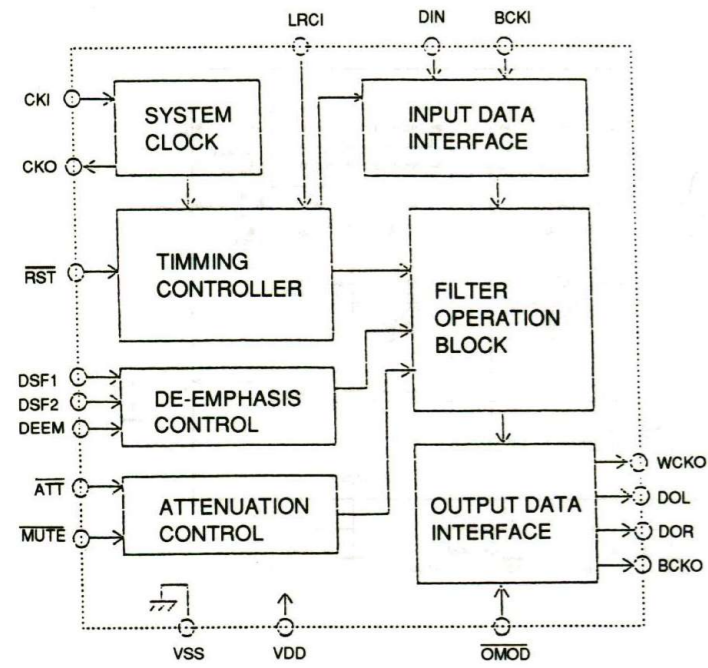 LRCI
DIN
BCKI
CKI
CKO
SYSTEM
CLOCK
INPUT DATA
INTERFACE
RST
TIMMING
CONTROLLER
FILTER
OPERATION
BLOCK
DSF1
DSF2
DEEM
DE-EMPHASIS
CONTROL
ATT
MUTE
ATTENUATION
CONTROL
OUTPUT DATA
INTERFACE
WCKO
DOL
DOR
BCKO
VSS
VDD
OMOD